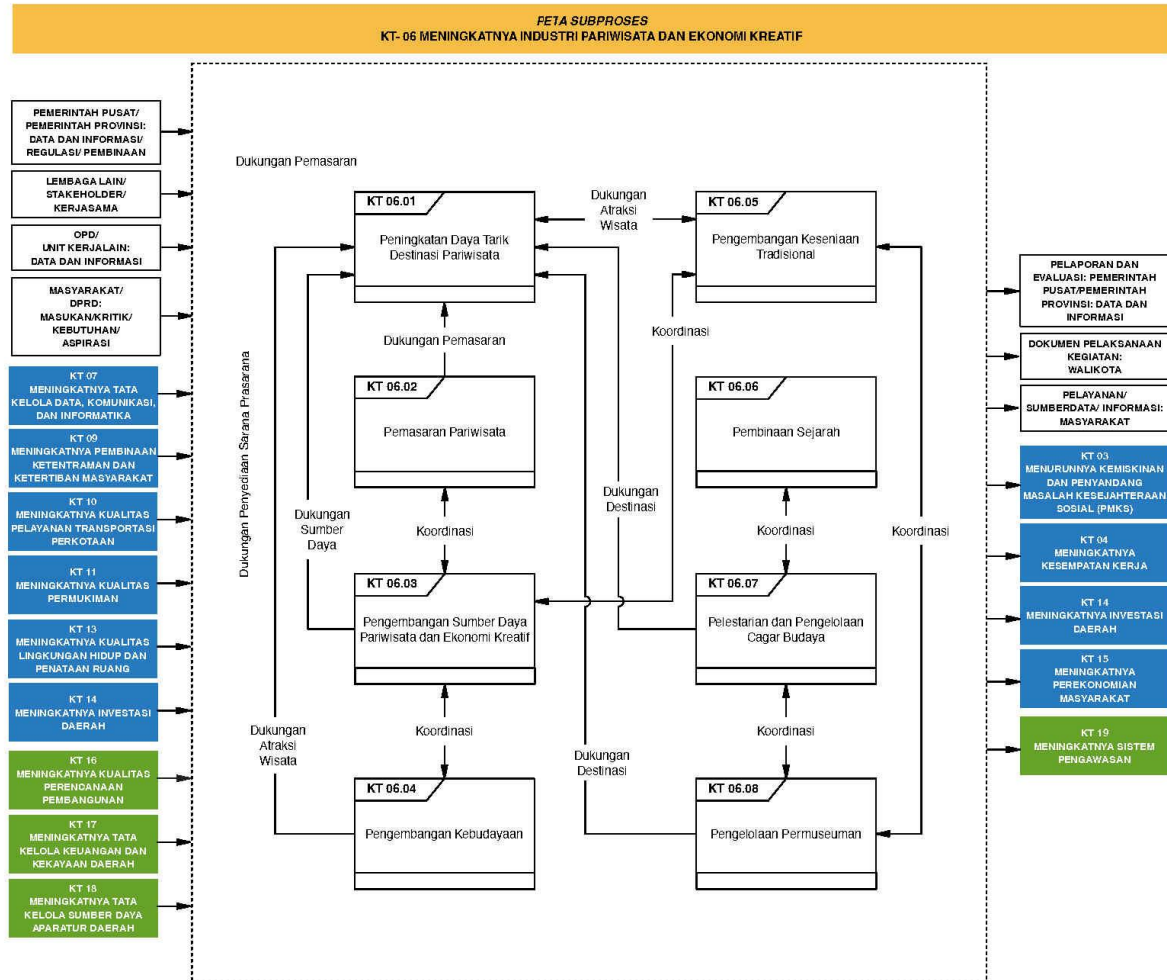 PETA SUBPROSES
KT- 06 MENINGKATNYA INDUSTRI PARIWISATA DAN EKONOMI KREATIF
PEMERINTAH PUSAT/
PEMERINTAH PROVINSI:
DATA DAN INFORMASI/
REGULASI/ PEMBINAAN
LEMBAGA LAIN/
STAKEHOLDER/
KERJASAMA
OPD/
UNIT KERJALAIN:
DATA DAN INFORMASI
MASYARAKAT/
DPRD:
MASUKAN/KRITIK/
KEBUTUHAN/
ASPIRASI
KT 07
MENINGKATNYA TATA
KELOLA DATA, KOMUNIKASI,
DAN INFORMATIKA
KT 09
MENINGKATNYA PEMBINAAN
KETENTRAMAN DAN
KETERTIBAN MASYARAKAT
KT 10
MENINGKATNYA KUALITAS
PELAYANAN TRANSPORTASI
PERKOTAAN
KT 11
MENINGKATNYA KUALITAS
PERMUKIMAN
KT 13
MENINGKATNYA KUALITAS
LINGKUNGAN HIDUP DAN
PENATAAN RUANG
KT 14
MENINGKATNYA INVESTASI
DAERAH
KT 16
MENINGKATNYA KUALITAS
PERENCANAAN
PEMBANGUNAN
KT 17
MENINGKATNYA TATA
KELOLA KEUANGAN DAN
KEKAYAAN DAERAH
KT 18
MENINGKATNYA TATA
KELOLA SUMBER DAYA
APARATUR DAERAH
Dukungan Pemasaran
Dukungan Penyediaan Sarana Prasarana
KT 06.01
Peningkatan Daya Tarik
Destinasi Pariwisata
Dukungan
Atraksi
Wisata
KT 06.05
Pengembangan Keseniaan
Tradisional
Dukungan Pemasaran
Koordinasi
KT 06.02
Pemasaran Pariwisata
KT 06.06
Pembinaan Sejarah
Dukungan
Sumber
Daya
Koordinasi
Dukungan
Destinasi
Koordinasi
Koordinasi
KT 06.03
Pengembangan Sumber Daya
Pariwisata dan Ekonomi Kreatif
KT 06.07
Pelestarian dan Pengelolaan
Cagar Budaya
Dukungan
Atraksi
Wisata
Koordinasi
Dukungan
Destinasi
Koordinasi
KT 06.04
Pengembangan Kebudayaan
KT 06.08
Pengelolaan Permuseuman
PELAPORAN DAN
EVALUASI: PEMERINTAH
PUSAT/PEMERINTAH
PROVINSI: DATA DAN
INFORMASI
DOKUMEN PELAKSANAAN
KEGIATAN:
WALIKOTA
PELAYANAN/
SUMBERDATA/ INFORMASI:
MASYARAKAT
KT 03
MENURUNNYA KEMISKINAN
DAN PENYANDANG
MASALAH KESEJAHTERAAN
SOSIAL (PMKS)
KT 04
MENINGKATNYA
KESEMPATAN KERJA
KT 14
MENINGKATNYA INVESTASI
DAERAH
KT 15
MENINGKATNYA
PEREKONOMIAN
MASYARAKAT
KT 19
MENINGKATNYA SISTEM
PENGAWASAN